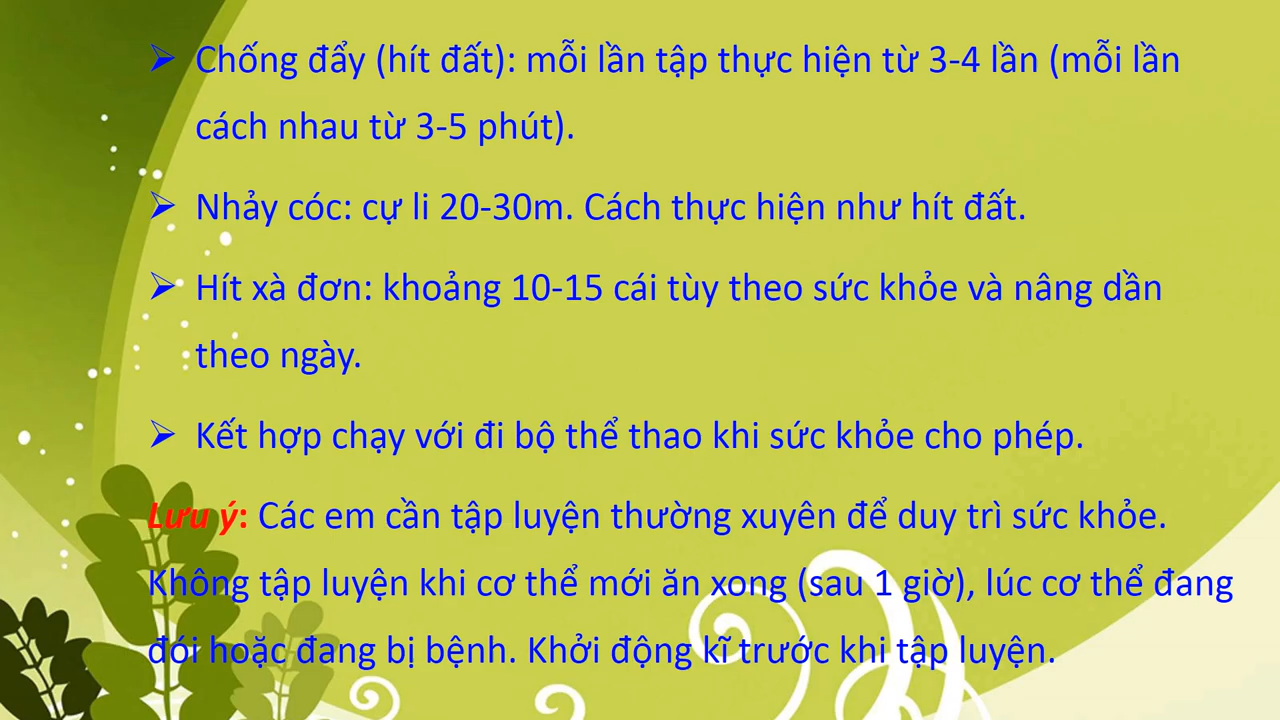 ➢ Chống đẩy (hít đất): mỗi lần tập thực hiện từ 3-4 lần (mỗi lần
cách nhau từ 3-5 phút).
➢ Nhảy cóc: cự li 20-30m. Cách thực hiện như hít đất.
➢ Hít xà đơn: khoảng 10-15 cái tùy theo sức khỏe và nâng dần
theo ngày.
➢ Kết hợp chạy với đi bộ thể thao khi sức khỏe cho phép.
Lưu ý: Các em cần tập luyện thường xuyên để duy trì sức khỏe.
Không tập luyện khi cơ thể mới ăn xong (sau 1 giờ), lúc cơ thể đang
đói hoặc đang bị bệnh. Khởi động kĩ trước khi tập luyện.